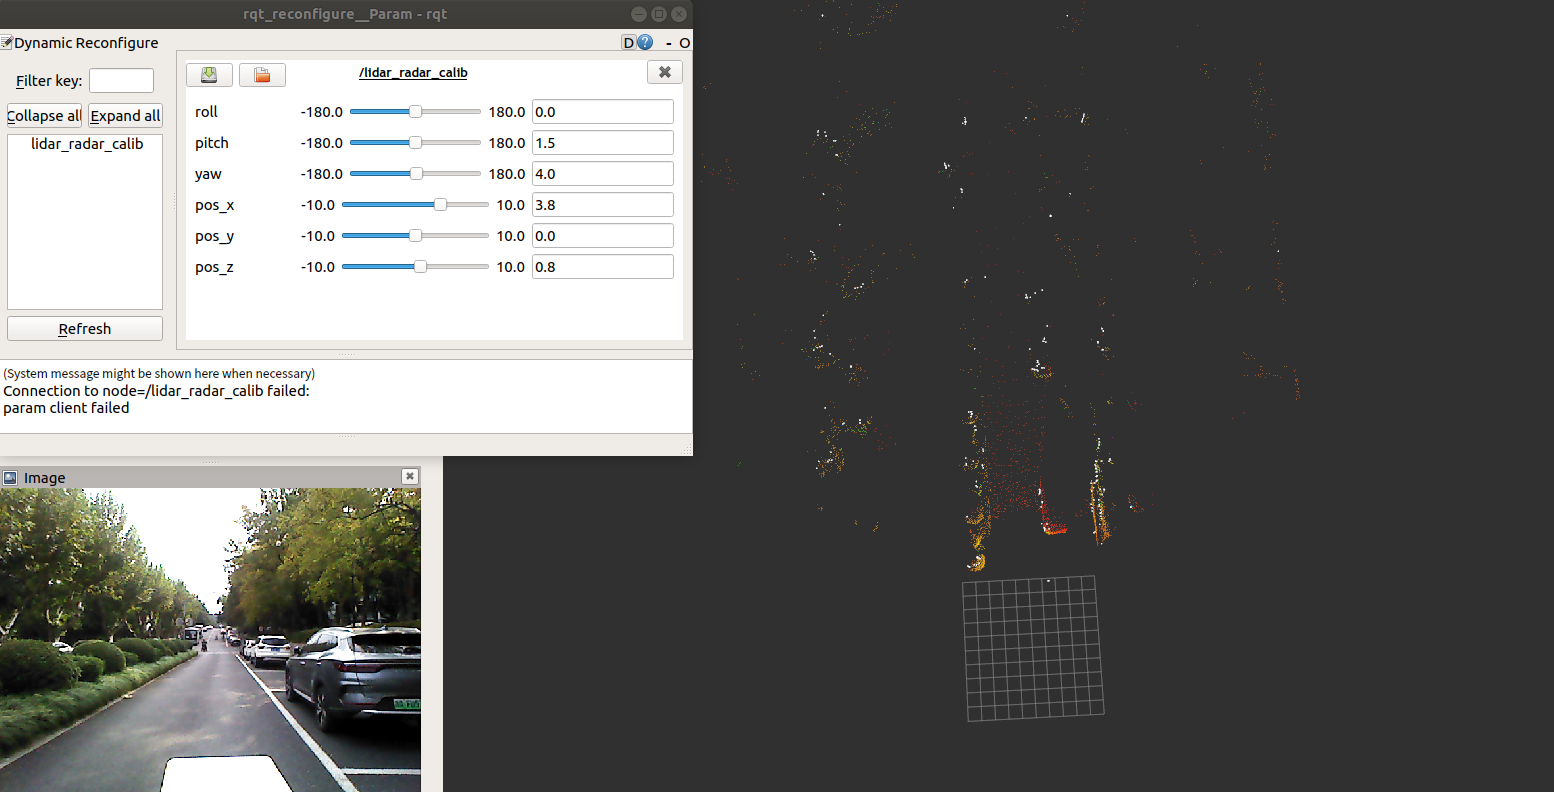 rqt_reconfigure__Param - rqt
Dynamic Reconfigure
D ? - O
Filter key:
Collapse all Expand all
lidar_radar_calib
Refresh
/lidar_radar_calib
roll -180.0 180.0 0.0
pitch -180.0 180.0 1.5
yaw -180.0 180.0 4.0
pos_x -10.0 10.0 3.8
pos_y -10.0 10.0 0.0
pos_z -10.0 10.0 0.8
(System message might be shown here when necessary)
Connection to node=/lidar_radar_calib failed:
param client failed
Image